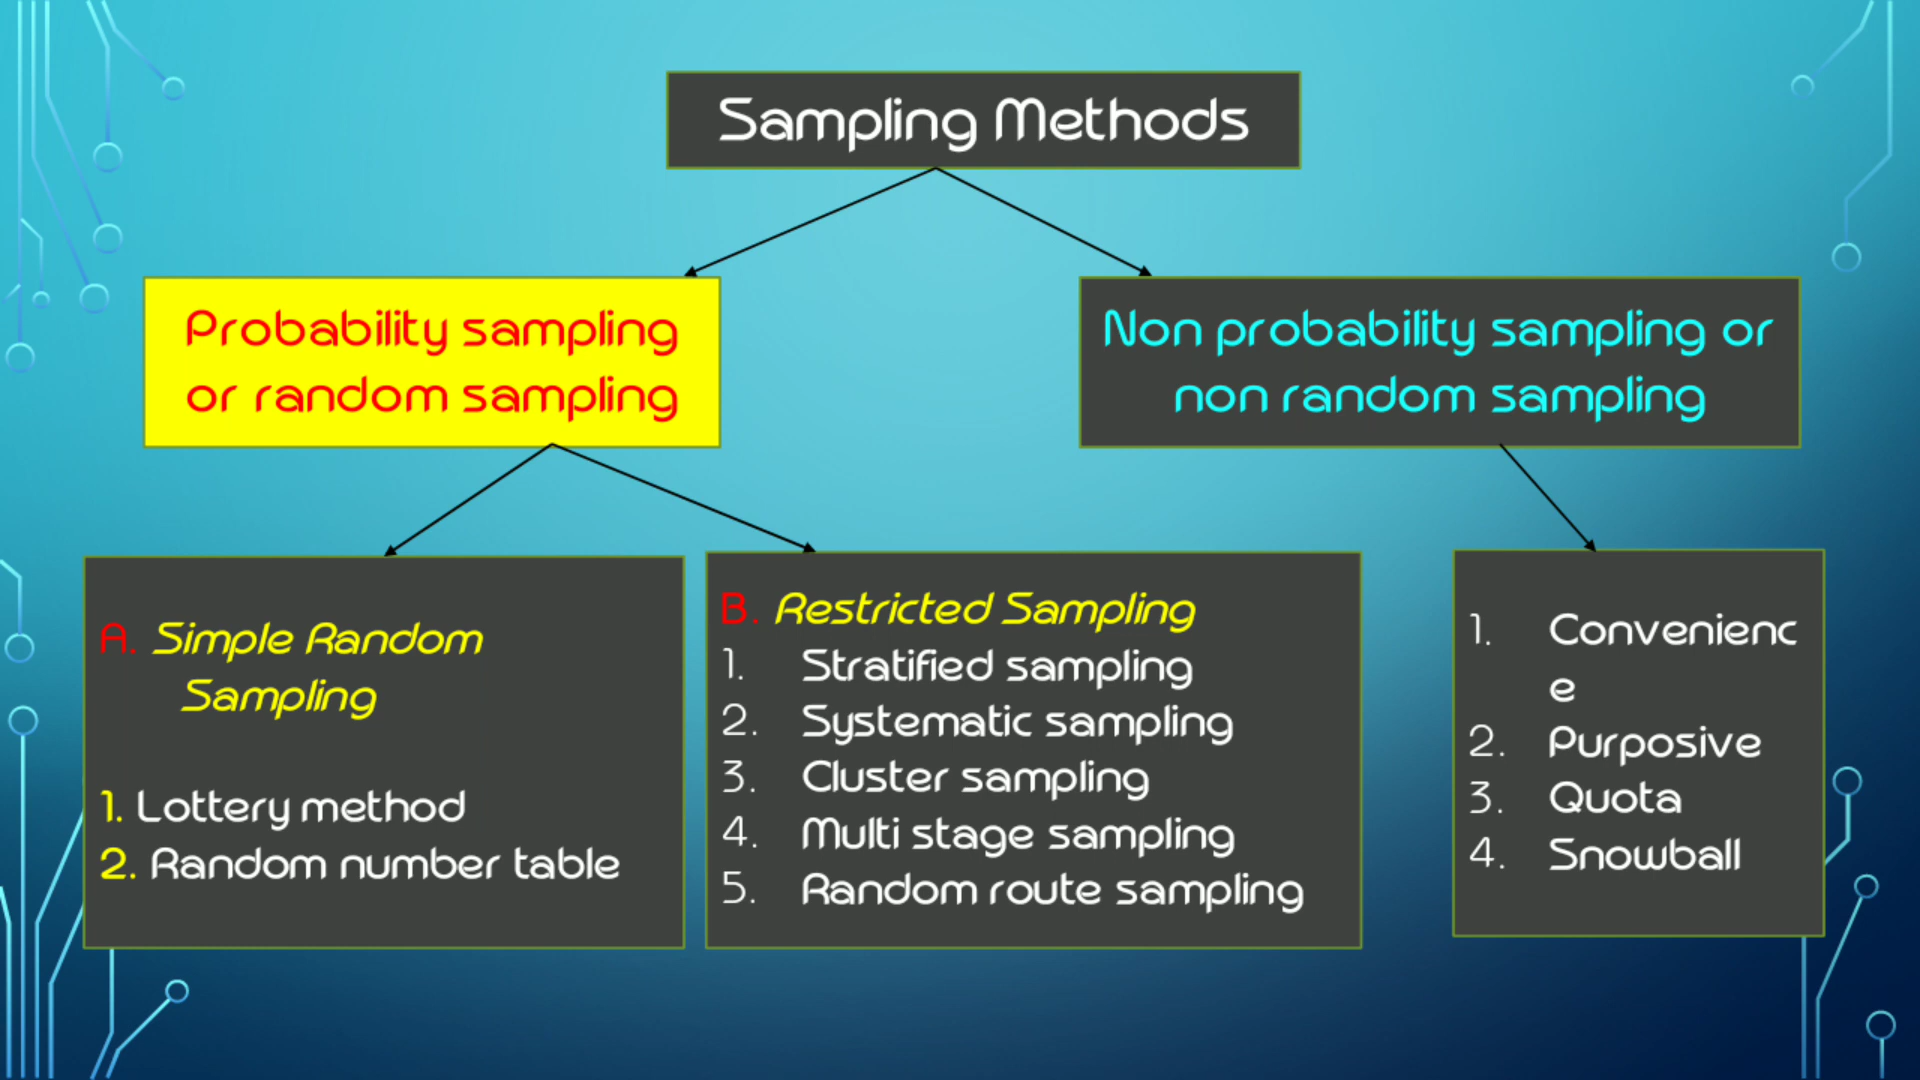 Sampling Methods
Probability sampling
or random sampling
Non probability sampling or
non random sampling
A. Simple Random
Sampling
1. Lottery method
2. Random number table
B. Restricted Sampling
1. Stratified sampling
2. Systematic sampling
3. Cluster sampling
4. Multi stage sampling
5. Random route sampling
1. Convenienc
e
2. Purposive
3. Quota
4. Snowball